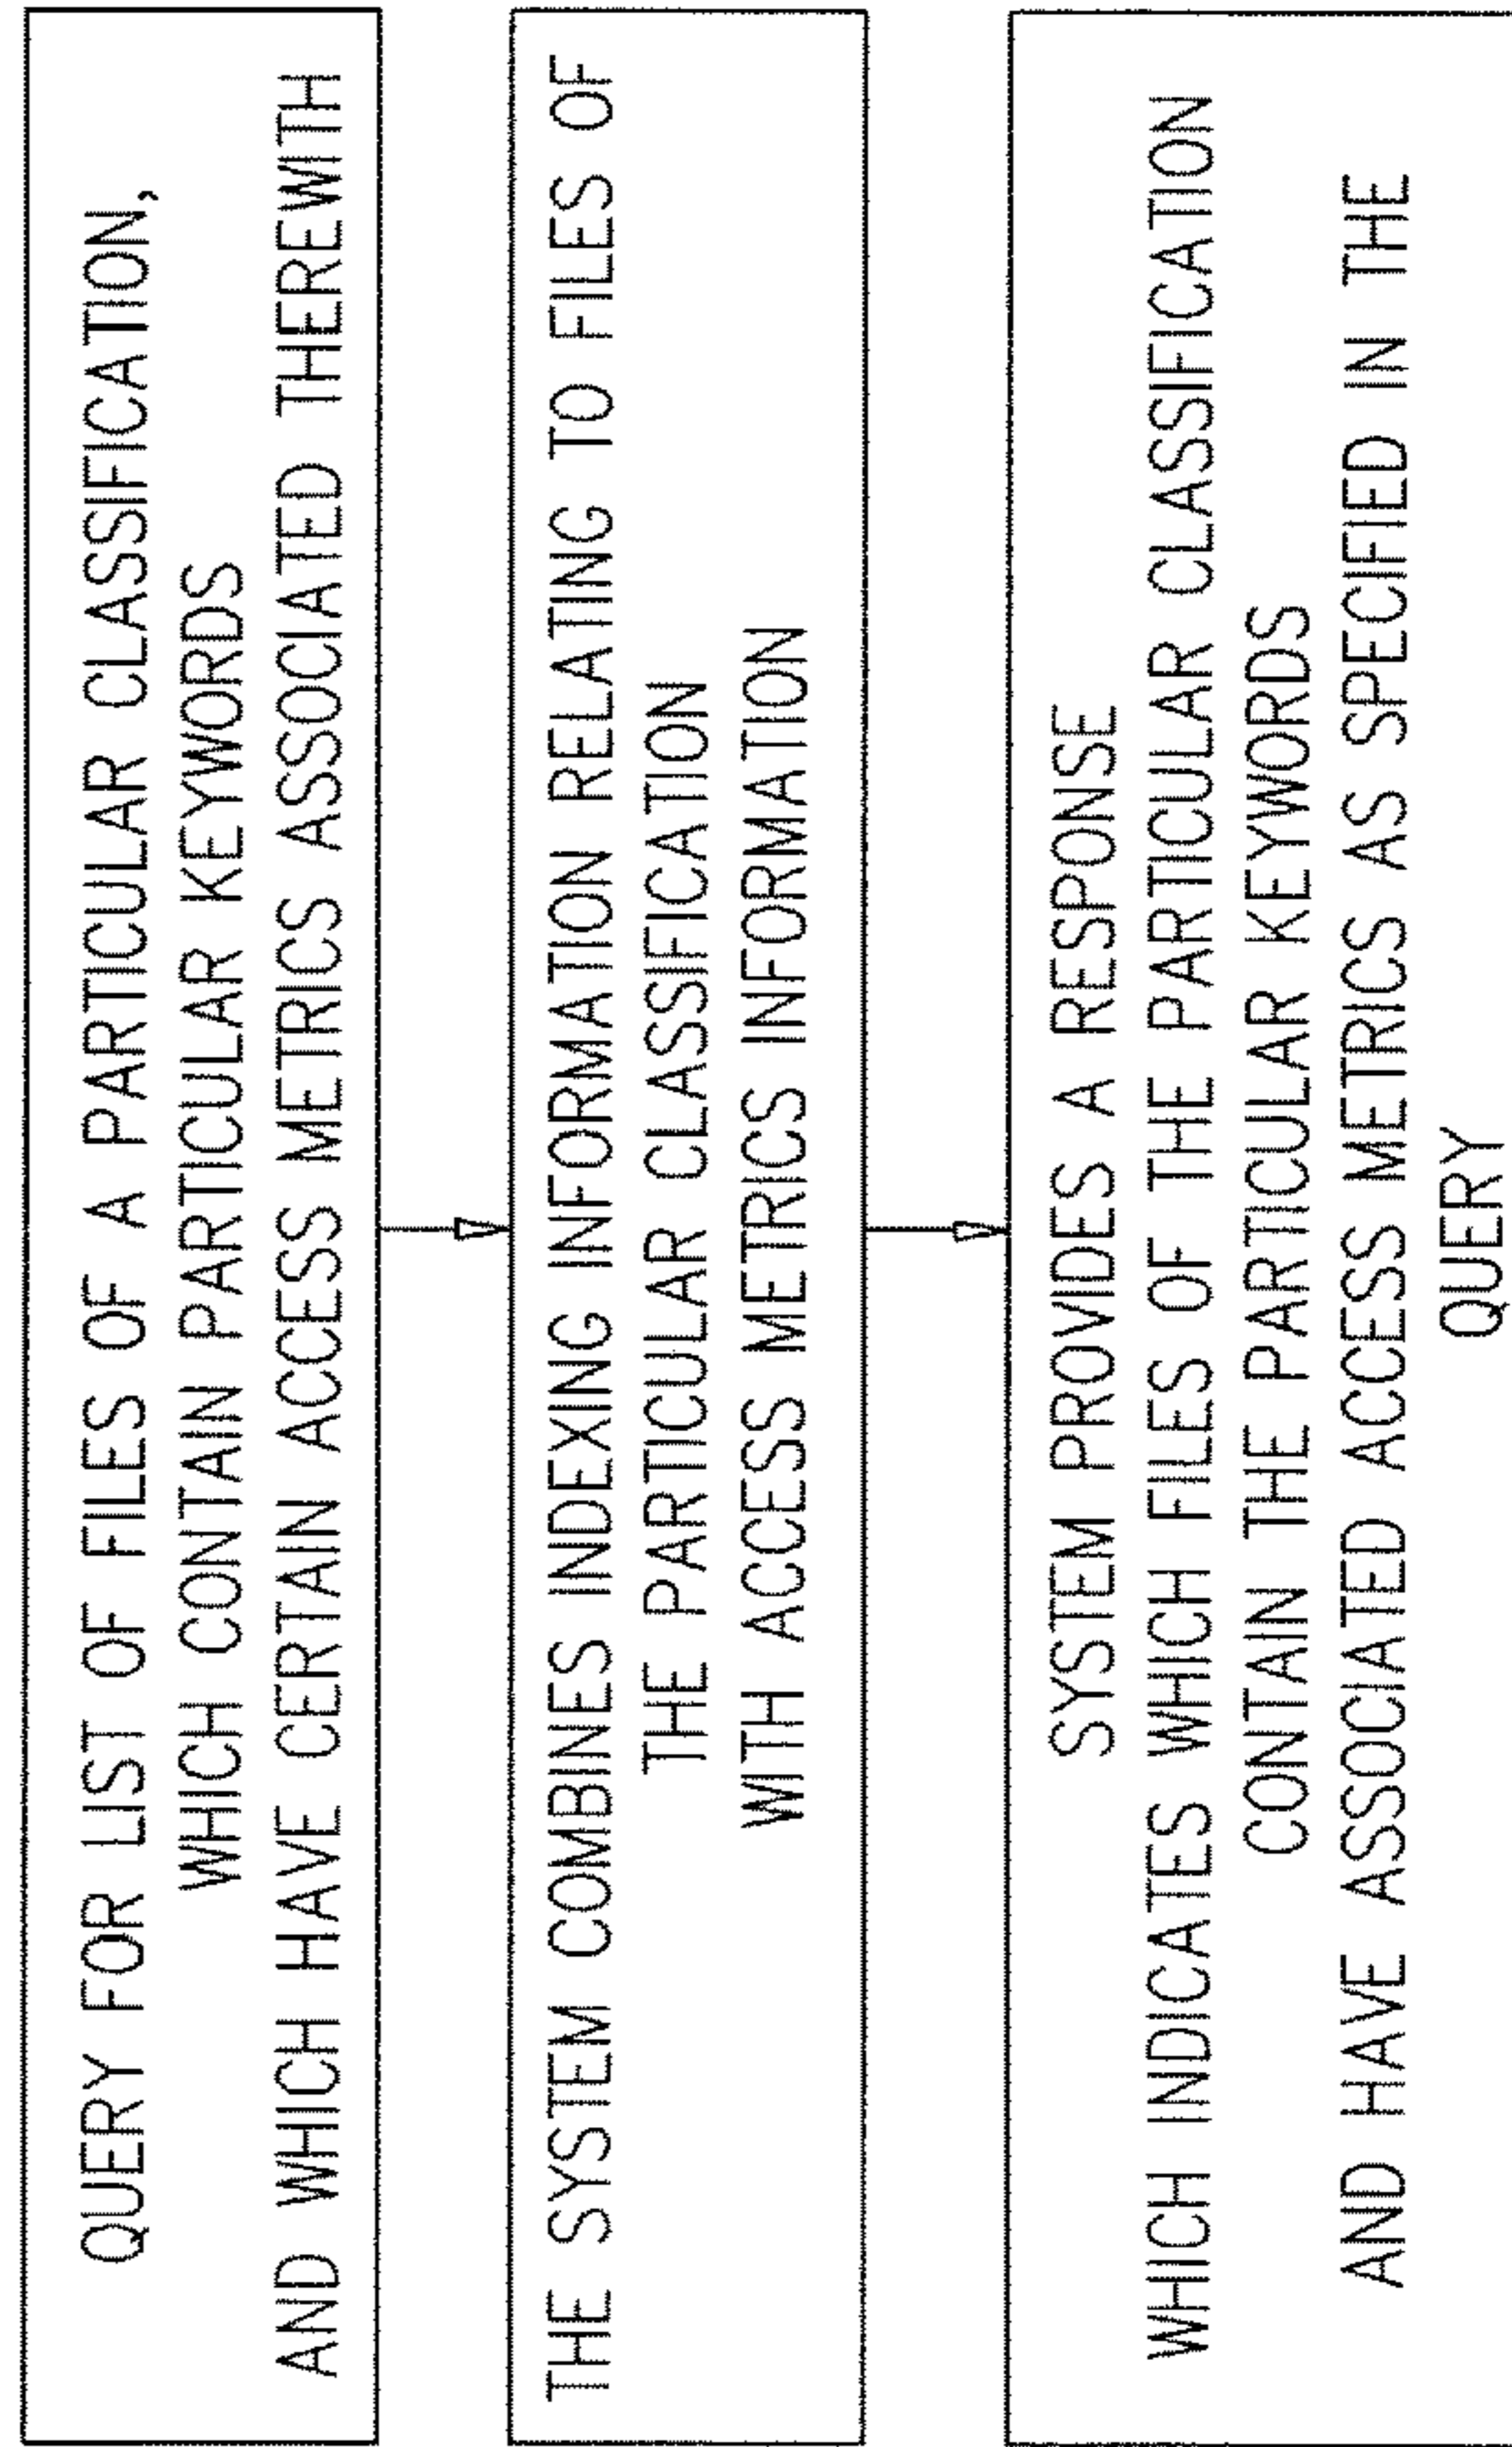 QUERY FOR LIST OF FILES OF A PARTICULAR CLASSIFICATION,
WHICH CONTAIN PARTICULAR KEYWORDS
AND WHICH HAVE CERTAIN ACCESS METRICS ASSOCIATED THEREWITH
THE SYSTEM COMBINES INDEXING INFORMATION RELATING TO FILES OF
THE PARTICULAR CLASSIFICATION
WITH ACCESS METRICS INFORMATION
SYSTEM PROVIDES A RESPONSE
WHICH INDICATES WHICH FILES OF THE PARTICULAR CLASSIFICATION
CONTAIN THE PARTICULAR KEYWORDS
AND HAVE ASSOCIATED ACCESS METRICS AS SPECIFIED IN THE
QUERY